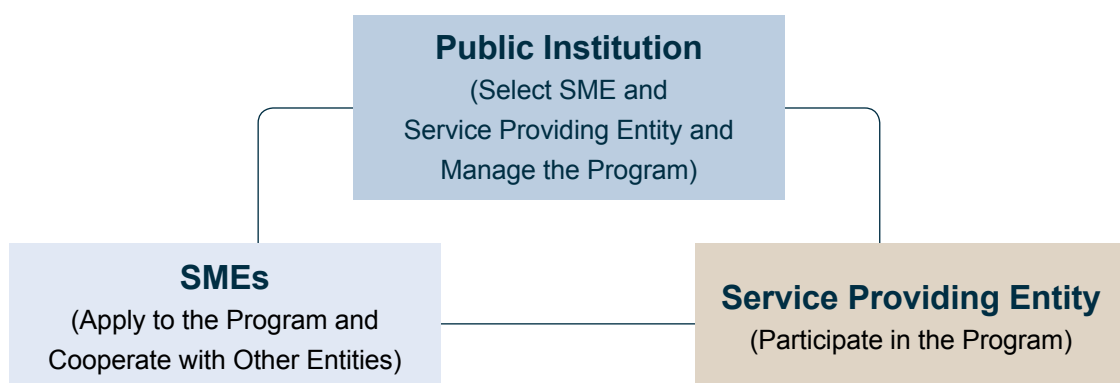 Public Institution
(Select SME and
Service Providing Entity and
Manage the Program)
SMEs
(Apply to the Program and
Cooperate with Other Entities)
Service Providing Entity
(Participate in the Program)